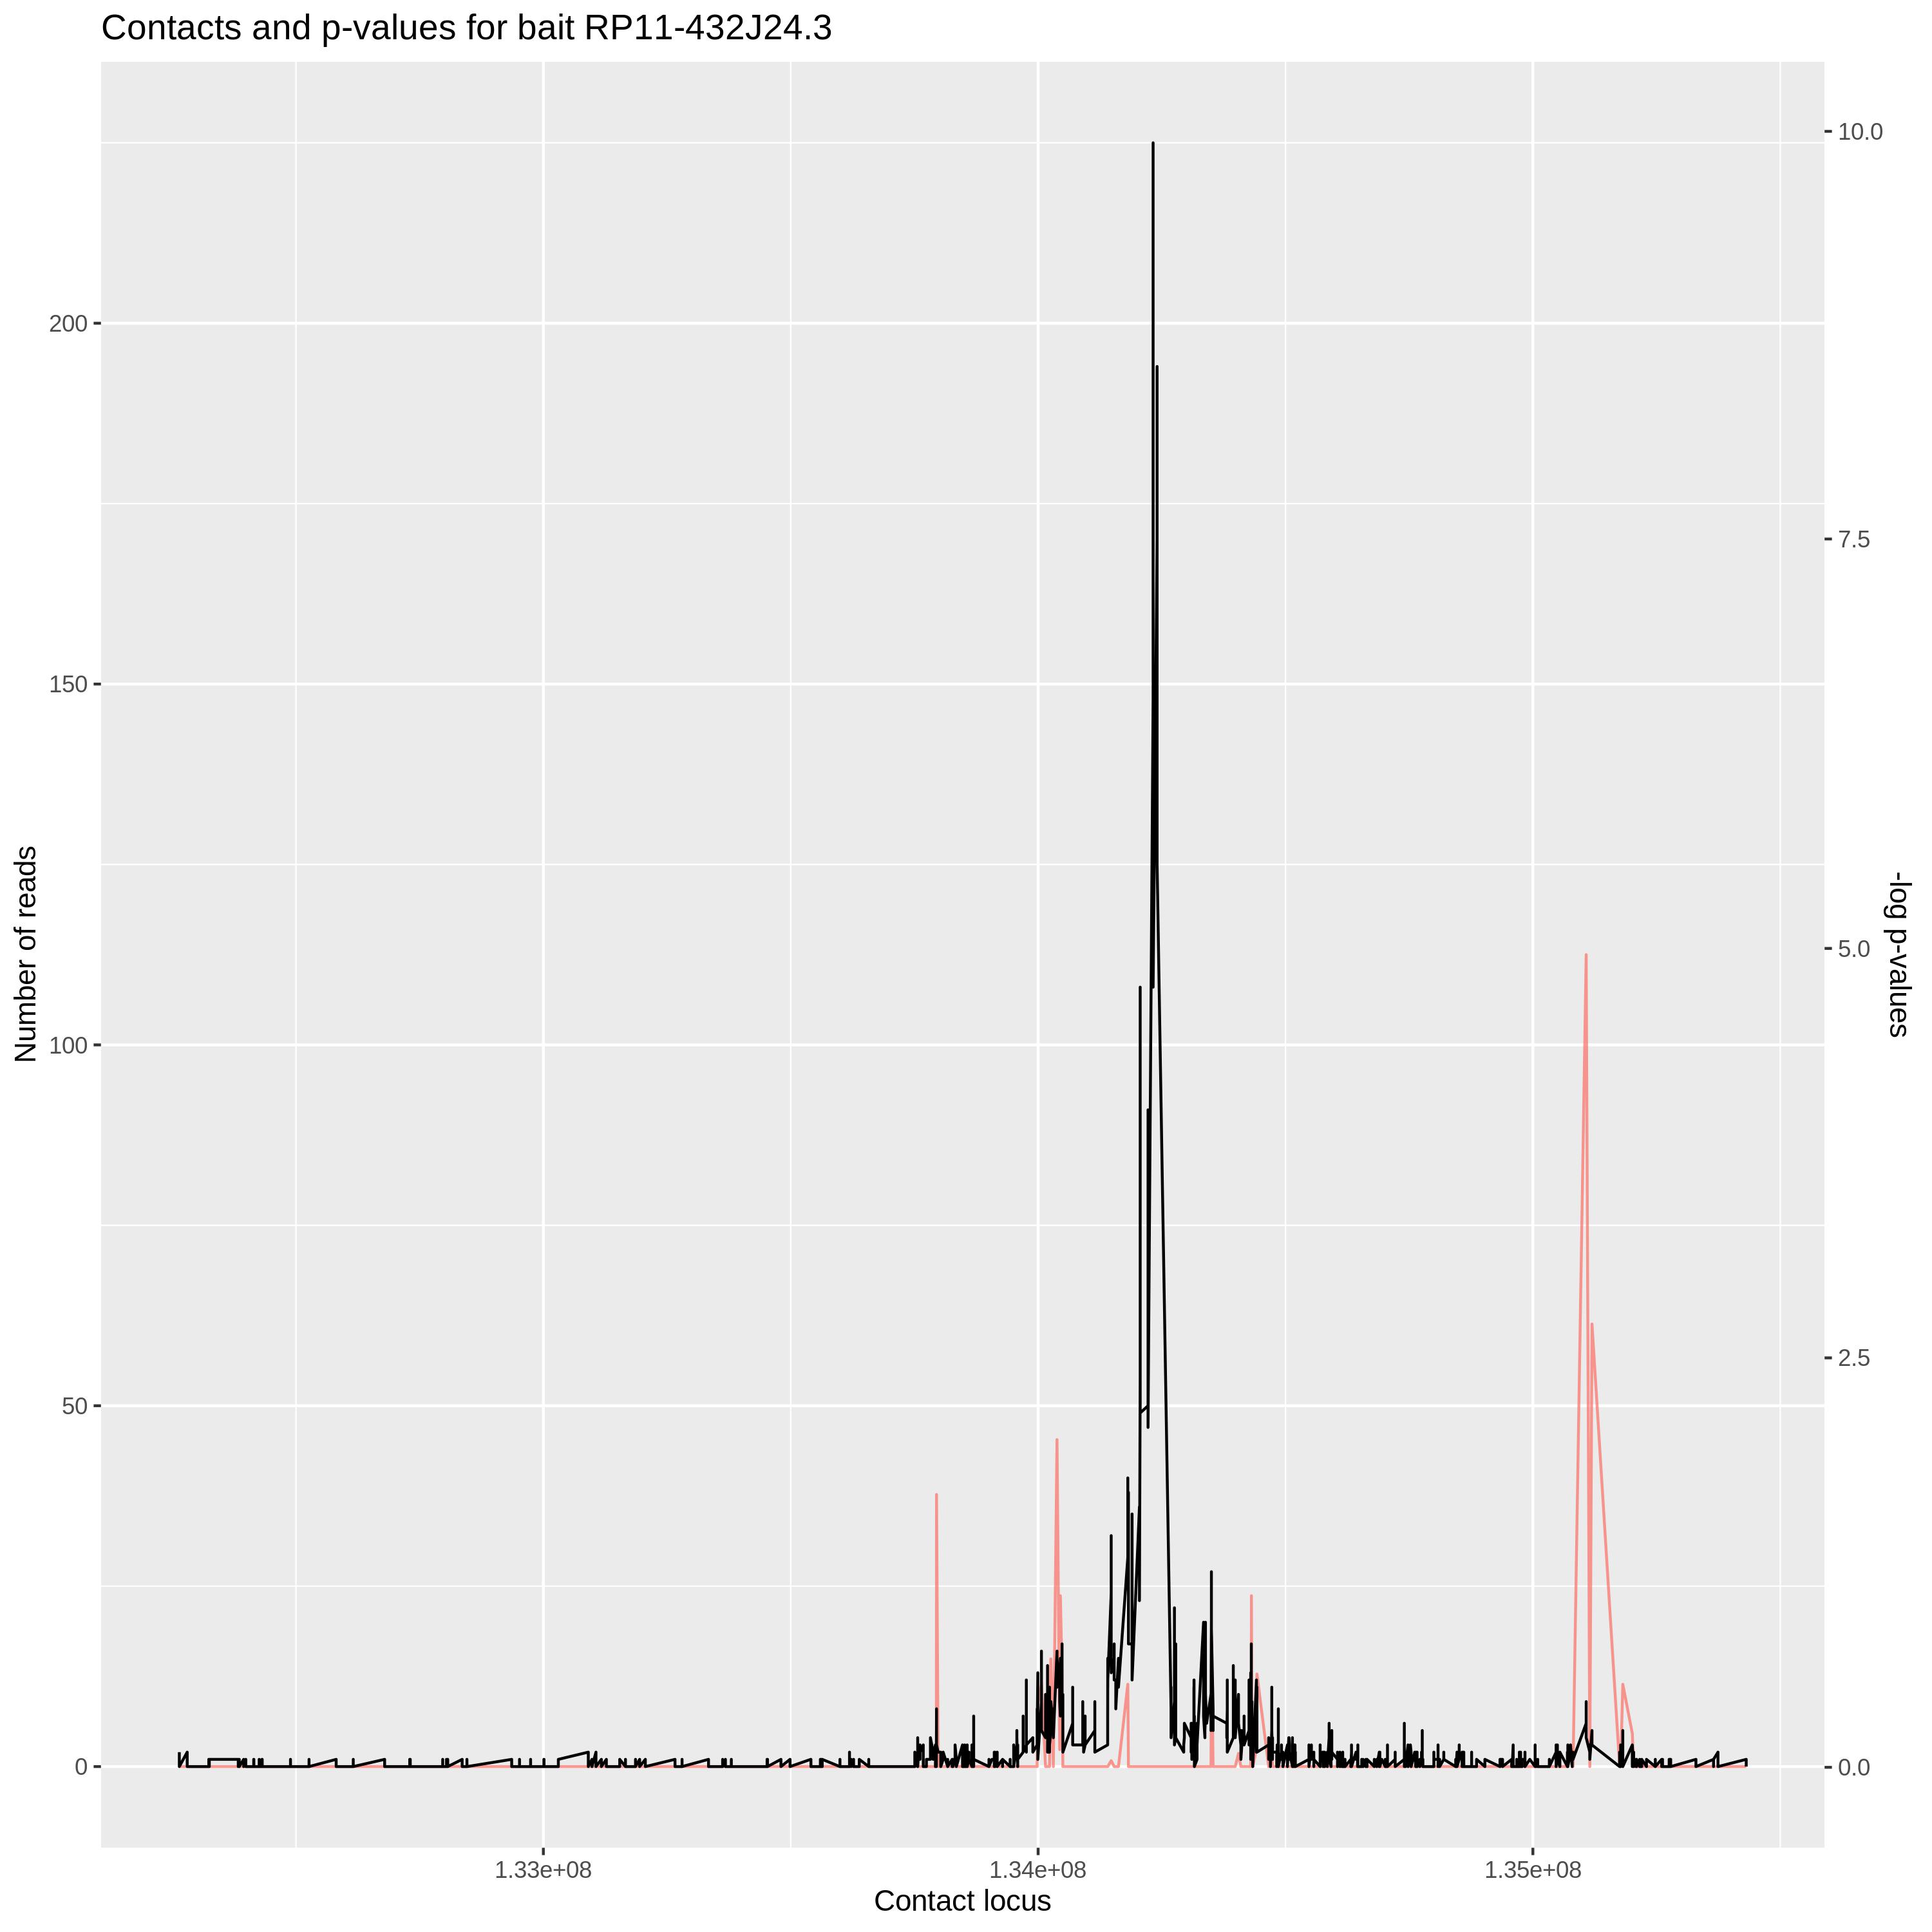 Contacts and p-values for bait RP11-432J24.3
Number of reads
200
150
100
50
0
10.0
7.5
5.0
2.5
0.0
-log p-values
1.33e+08
1.34e+08
1.35e+08
Contact locus